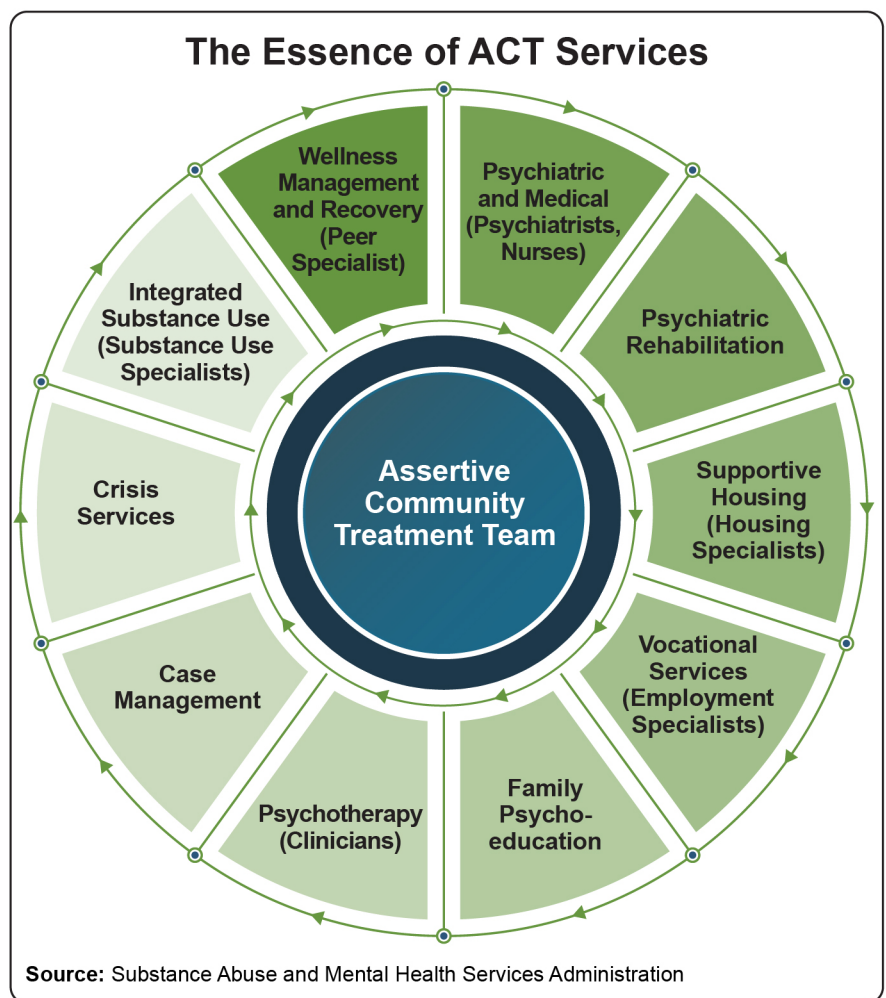 The Essence of ACT Services
Wellness
Management
and Recovery
(Peer
Specialist)
Psychiatric
and Medical
(Psychiatrists,
Nurses)
Psychiatric
Rehabilitation
Supportive
Housing
(Housing
Specialists)
Vocational
Services
(Employment
Specialists)
Family
Psycho-
education
Psychotherapy
(Clinicians)
Case
Management
Crisis
Services
Integrated
Substance Use
(Substance Use
Specialists)
Assertive
Community
Treatment Team
Source: Substance Abuse and Mental Health Services Administration